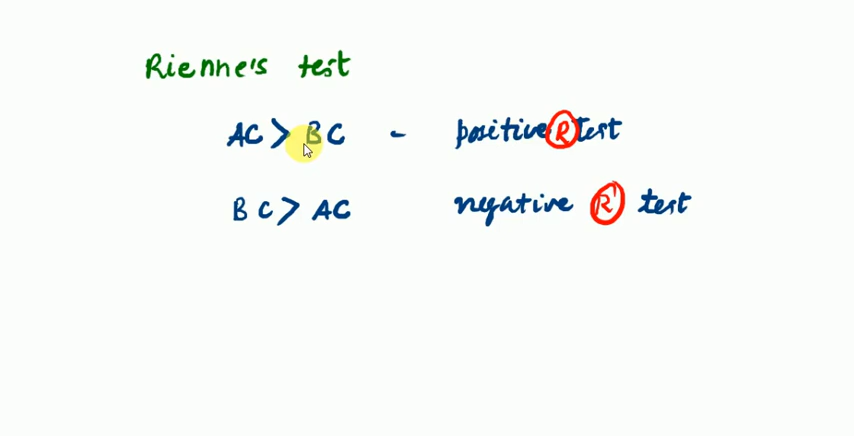 Rienne's test
AC > BC - positive R test
BC > AC negative R' test